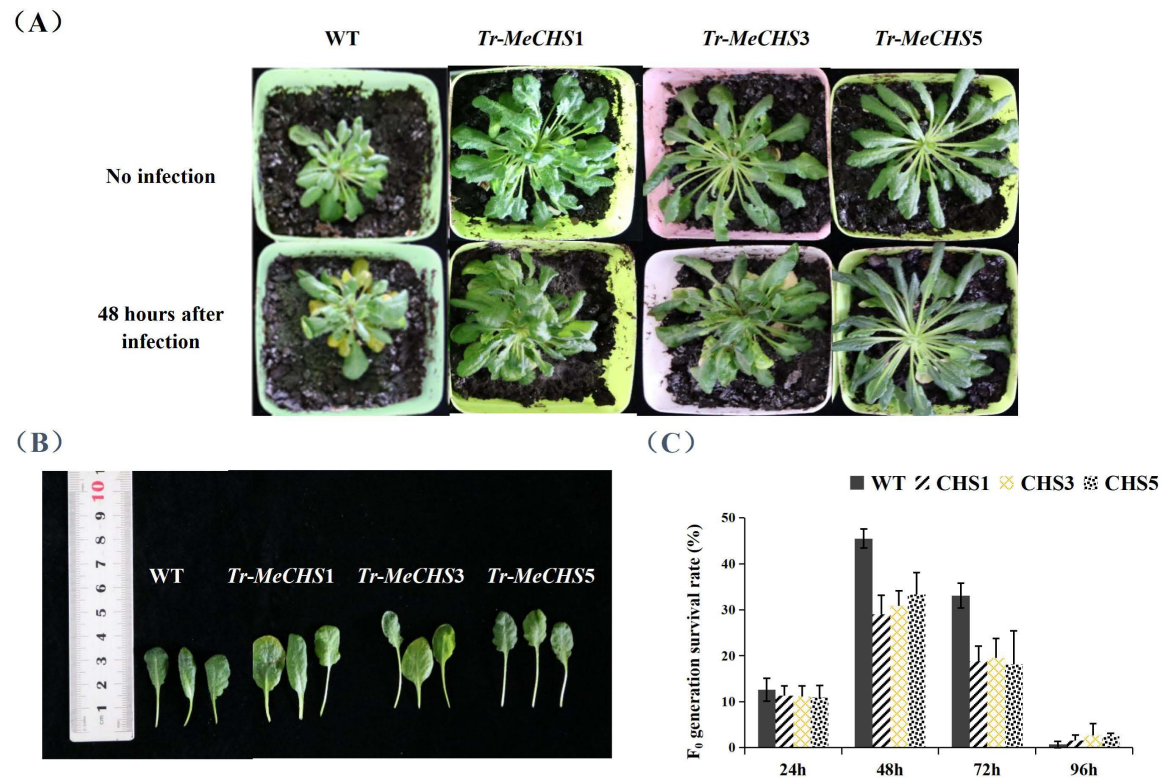 （A）
WT Tr-MeCHS1 Tr-MeCHS3 Tr-MeCHS5
No infection
48 hours after
infection
（B）
10
9
8
7
6
5
4
3
2
1
cm
WT Tr-MeCHS1 Tr-MeCHS3 Tr-MeCHS5
（C）
WT CHS1 CHS3 CHS5
F₀ generation survival rate (%)
50
40
30
20
10
0
24h 48h 72h 96h